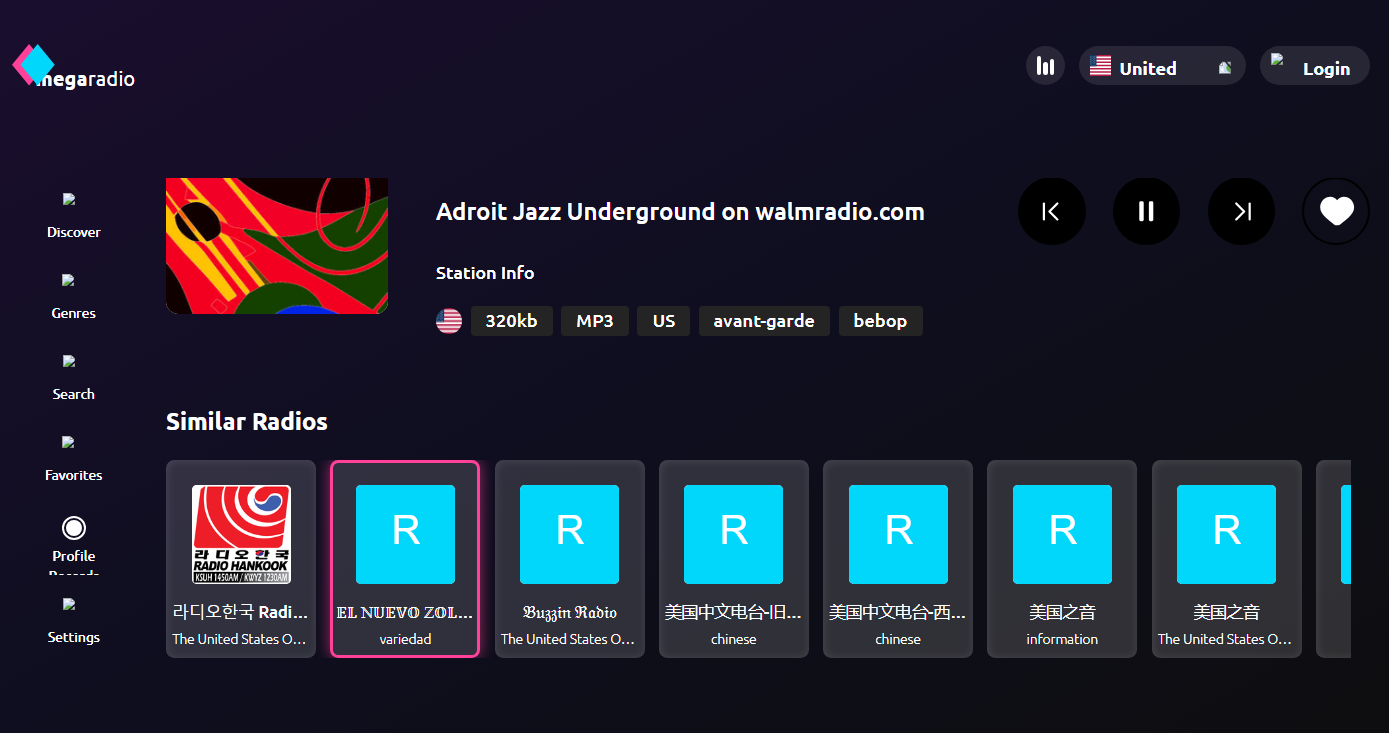 megaradio
United
Login
Discover
Genres
Search
Favorites
Profile
Records
Settings
Adroit Jazz Underground on walmradio.com
Station Info
320kb
MP3
US
avant-garde
bebop
Similar Radios
라디오한국
RADIO HANKOOK
KSUH 1450AM / KWYZ 1230AM
라디오한국 Radi...
The United States O...
R
𝔼𝕃 ℕ𝕌𝔼𝕍𝕆 ℤ𝕆𝕃...
variedad
R
𝔅𝔲𝔷𝔷𝔦𝔫 ℜ𝔞𝔡𝔦𝔬
The United States O...
R
美国中文电台-旧...
chinese
R
美国中文电台-西...
chinese
R
美国之音
information
R
美国之音
The United States O...